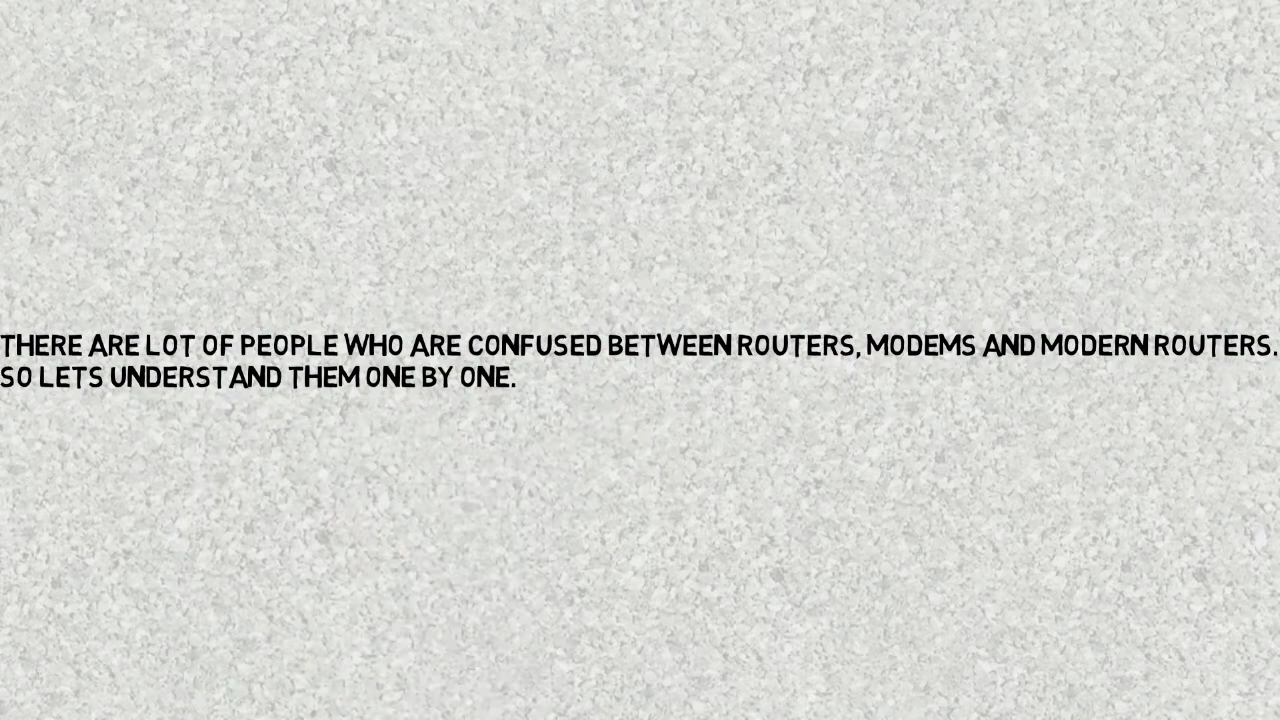 THERE ARE LOT OF PEOPLE WHO ARE CONFUSED BETWEEN ROUTERS, MODEMS AND MODERN ROUTERS.
SO LETS UNDERSTAND THEM ONE BY ONE.